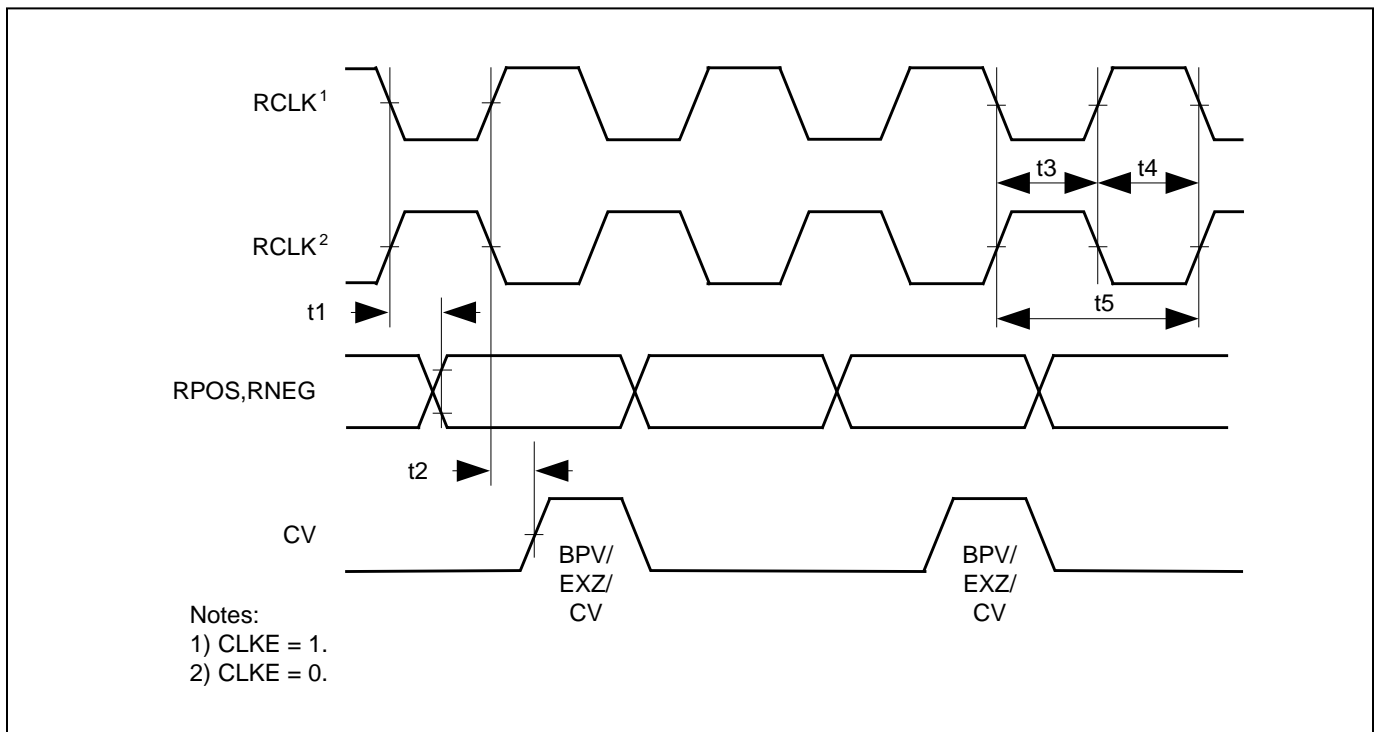 RCLK¹
t3
t4
RCLK²
t1
t5
RPOS,RNEG
t2
CV
BPV/
EXZ/
CV
BPV/
EXZ/
CV
Notes:
1) CLKE = 1.
2) CLKE = 0.